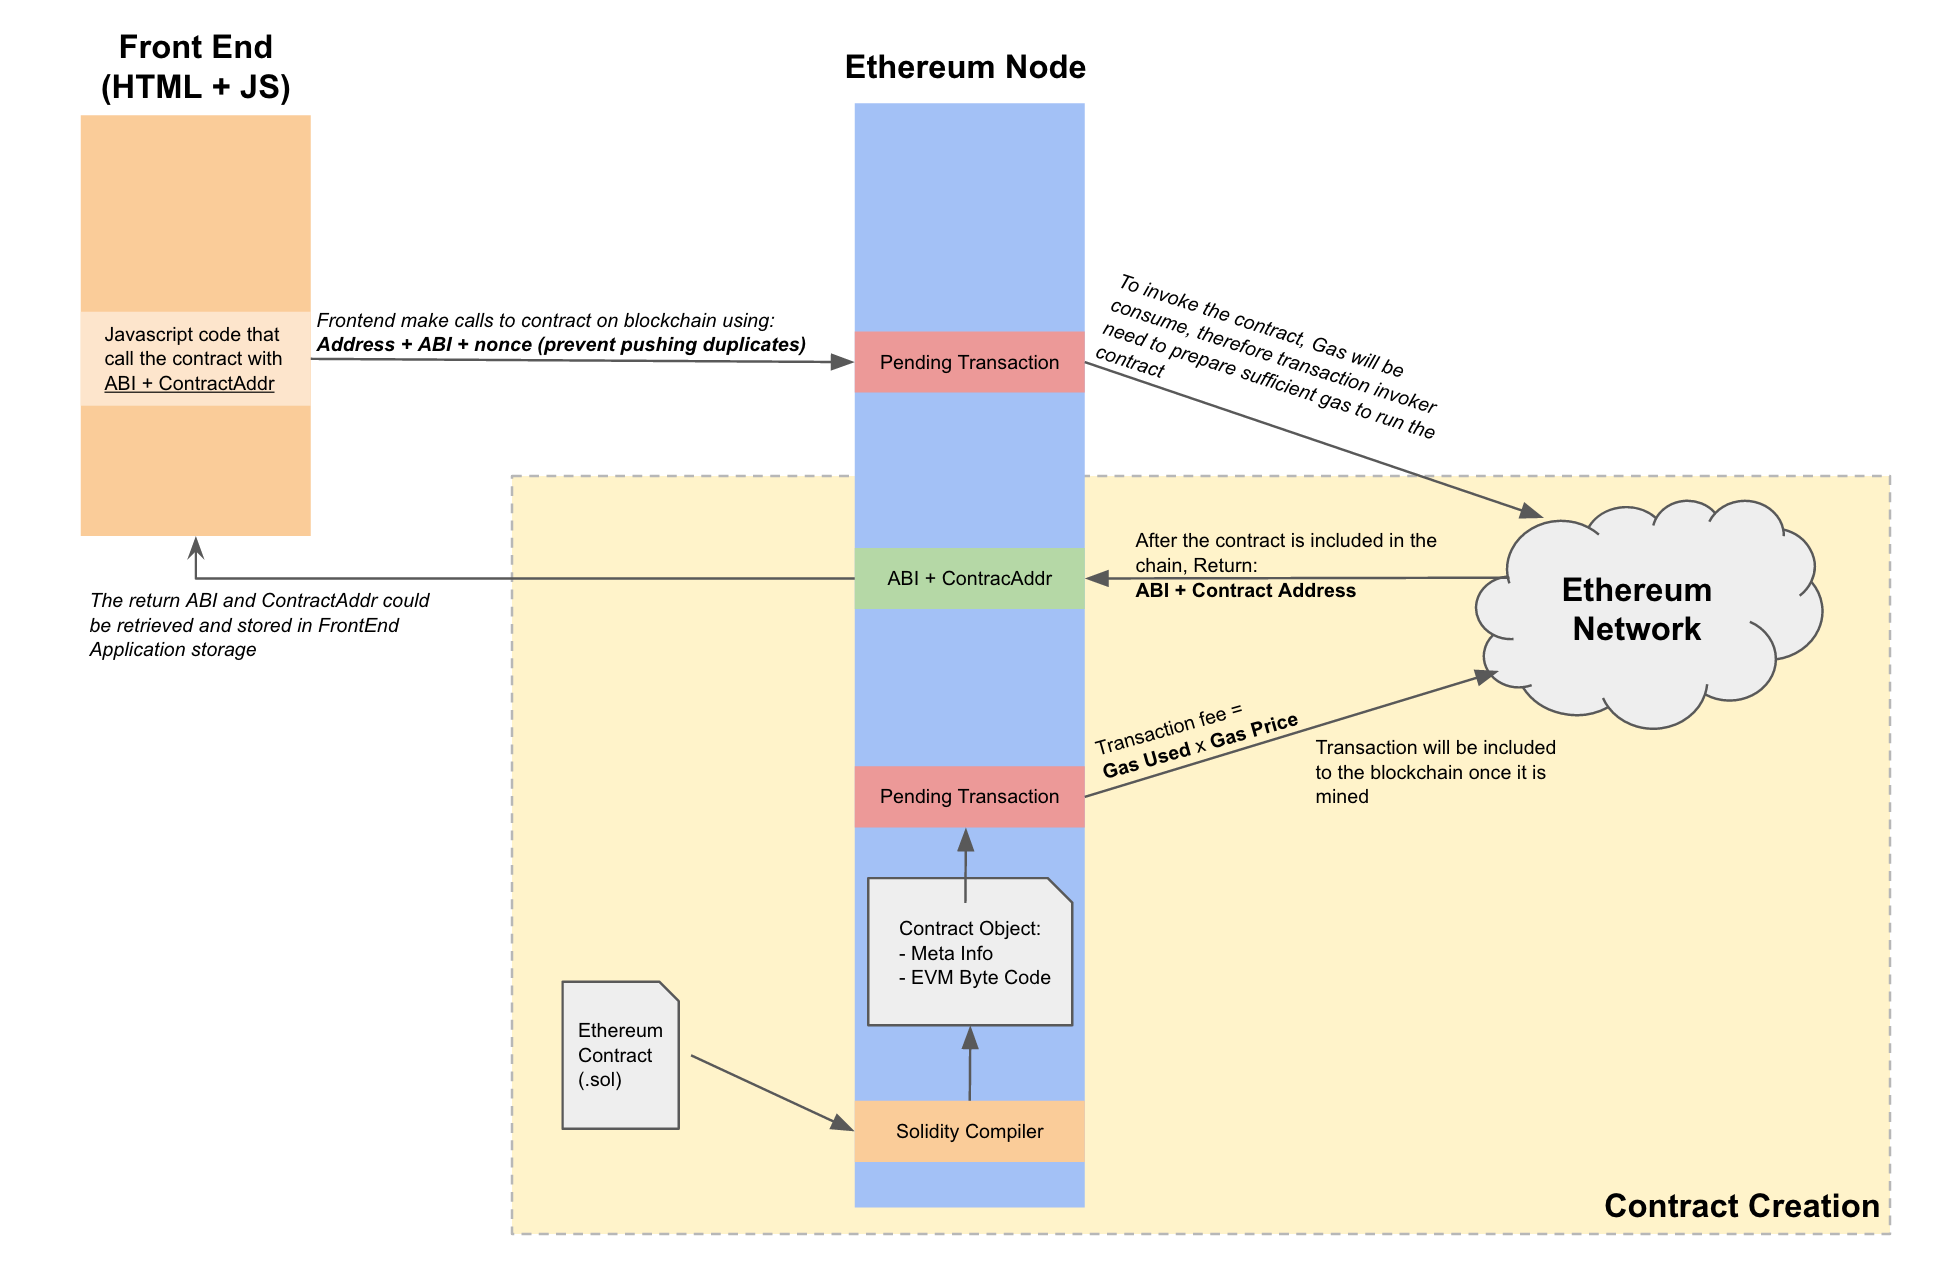 Front End
(HTML + JS)
Ethereum Node
Javascript code that
call the contract with
ABI + ContractAddr
Frontend make calls to contract on blockchain using:
Address + ABI + nonce (prevent pushing duplicates)
Pending Transaction
To invoke the contract, Gas will be
consume, therefore transaction invoker
need to prepare sufficient gas to run the
contract
After the contract is included in the
chain, Return:
ABI + Contract Address
ABI + ContracAddr
Ethereum
Network
The return ABI and ContractAddr could
be retrieved and stored in FrontEnd
Application storage
Transaction fee =
Gas Used x Gas Price
Transaction will be included
to the blockchain once it is
mined
Pending Transaction
Contract Object:
- Meta Info
- EVM Byte Code
Ethereum
Contract
(.sol)
Solidity Compiler
Contract Creation